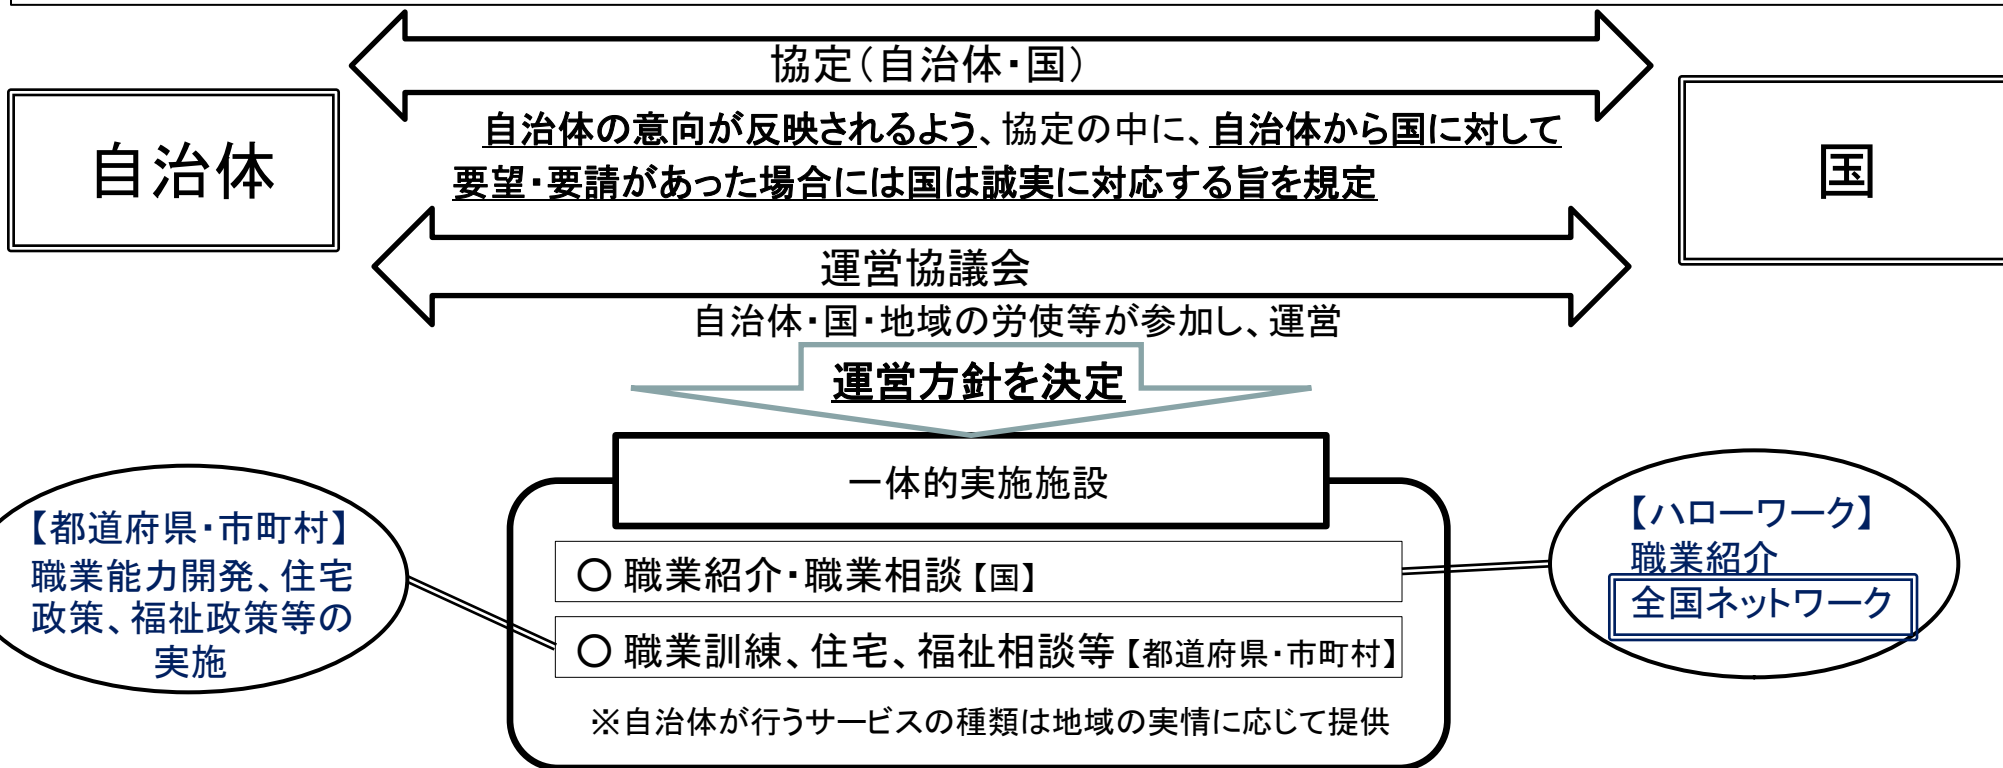 協定(自治体・国)
自治体
国
自治体の意向が反映されるよう、協定の中に、自治体から国に対して
要望・要請があった場合には国は誠実に対応する旨を規定
運営協議会
自治体・国・地域の労使等が参加し、運営
運営方針を決定
一体的実施施設
【都道府県・市町村】
職業能力開発、住宅
政策、福祉政策等の
実施
○ 職業紹介・職業相談【国】
○ 職業訓練、住宅、福祉相談等【都道府県・市町村】
※自治体が行うサービスの種類は地域の実情に応じて提供
【ハローワーク】
職業紹介
全国ネットワーク